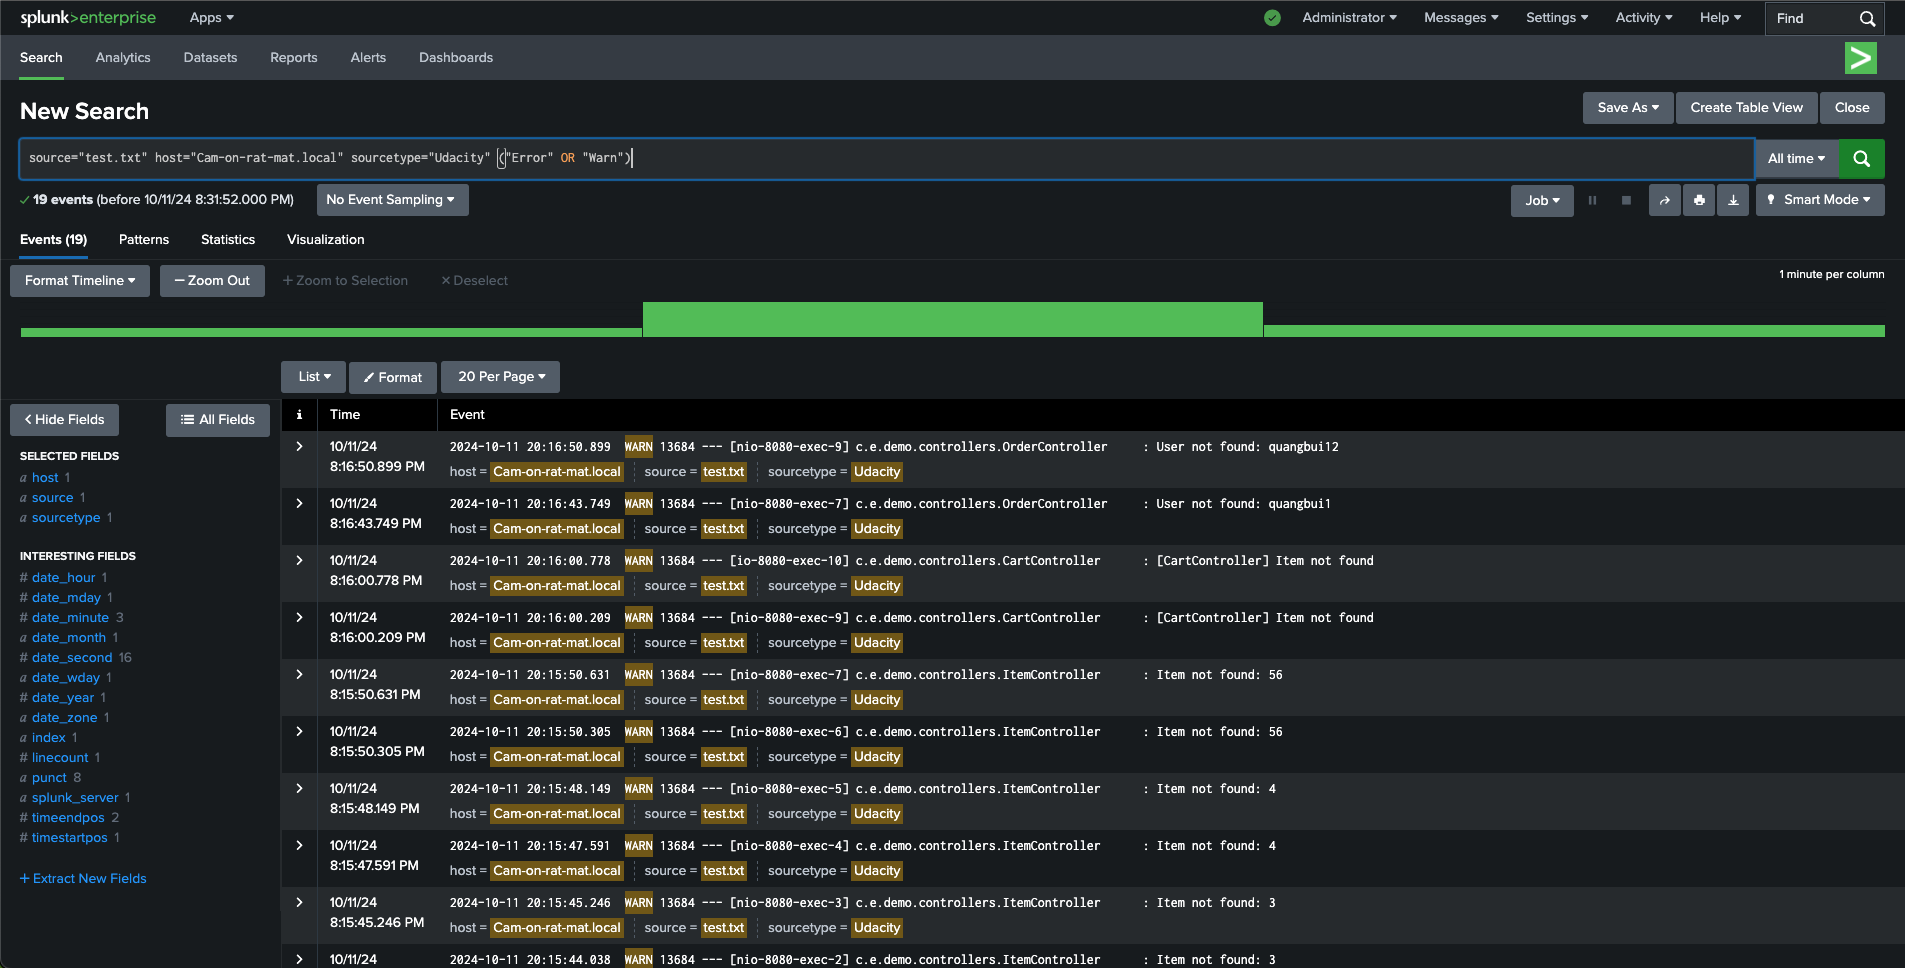 splunk>enterprise Apps Administrator Messages Settings Activity Help Find
Search Analytics Datasets Reports Alerts Dashboards
>
New Search
Save As Create Table View Close
source="test.txt" host="Cam-on-rat-mat.local" sourcetype="Udacity" ("Error" OR "Warn")
All time
19 events (before 10/11/24 8:31:52.000 PM) No Event Sampling
Job Smart Mode
Events (19) Patterns Statistics Visualization
Format Timeline — Zoom Out + Zoom to Selection × Deselect
1 minute per column
List Format 20 Per Page
< Hide Fields All Fields
SELECTED FIELDS
a host 1
a source 1
a sourcetype 1
INTERESTING FIELDS
# date_hour 1
# date_mday 1
# date_minute 3
a date_month 1
# date_second 16
a date_wday 1
# date_year 1
a date_zone 1
a index 1
# linecount 1
a punct 8
a splunk_server 1
# timeendpos 2
# timestartpos 1
+ Extract New Fields
i Time Event
> 10/11/24 2024-10-11 20:16:50.899 WARN 13684 --- [nio-8080-exec-9] c.e.demo.controllers.OrderController : User not found: quangbui12
8:16:50.899 PM host = Cam-on-rat-mat.local source = test.txt sourcetype = Udacity
> 10/11/24 2024-10-11 20:16:43.749 WARN 13684 --- [nio-8080-exec-7] c.e.demo.controllers.OrderController : User not found: quangbui1
8:16:43.749 PM host = Cam-on-rat-mat.local source = test.txt sourcetype = Udacity
> 10/11/24 2024-10-11 20:16:00.778 WARN 13684 --- [io-8080-exec-10] c.e.demo.controllers.CartController : [CartController] Item not found
8:16:00.778 PM host = Cam-on-rat-mat.local source = test.txt sourcetype = Udacity
> 10/11/24 2024-10-11 20:16:00.209 WARN 13684 --- [nio-8080-exec-9] c.e.demo.controllers.CartController : [CartController] Item not found
8:16:00.209 PM host = Cam-on-rat-mat.local source = test.txt sourcetype = Udacity
> 10/11/24 2024-10-11 20:15:50.631 WARN 13684 --- [nio-8080-exec-7] c.e.demo.controllers.ItemController : Item not found: 56
8:15:50.631 PM host = Cam-on-rat-mat.local source = test.txt sourcetype = Udacity
> 10/11/24 2024-10-11 20:15:50.305 WARN 13684 --- [nio-8080-exec-6] c.e.demo.controllers.ItemController : Item not found: 56
8:15:50.305 PM host = Cam-on-rat-mat.local source = test.txt sourcetype = Udacity
> 10/11/24 2024-10-11 20:15:48.149 WARN 13684 --- [nio-8080-exec-5] c.e.demo.controllers.ItemController : Item not found: 4
8:15:48.149 PM host = Cam-on-rat-mat.local source = test.txt sourcetype = Udacity
> 10/11/24 2024-10-11 20:15:47.591 WARN 13684 --- [nio-8080-exec-4] c.e.demo.controllers.ItemController : Item not found: 4
8:15:47.591 PM host = Cam-on-rat-mat.local source = test.txt sourcetype = Udacity
> 10/11/24 2024-10-11 20:15:45.246 WARN 13684 --- [nio-8080-exec-3] c.e.demo.controllers.ItemController : Item not found: 3
8:15:45.246 PM host = Cam-on-rat-mat.local source = test.txt sourcetype = Udacity
> 10/11/24 2024-10-11 20:15:44.038 WARN 13684 --- [nio-8080-exec-2] c.e.demo.controllers.ItemController : Item not found: 3